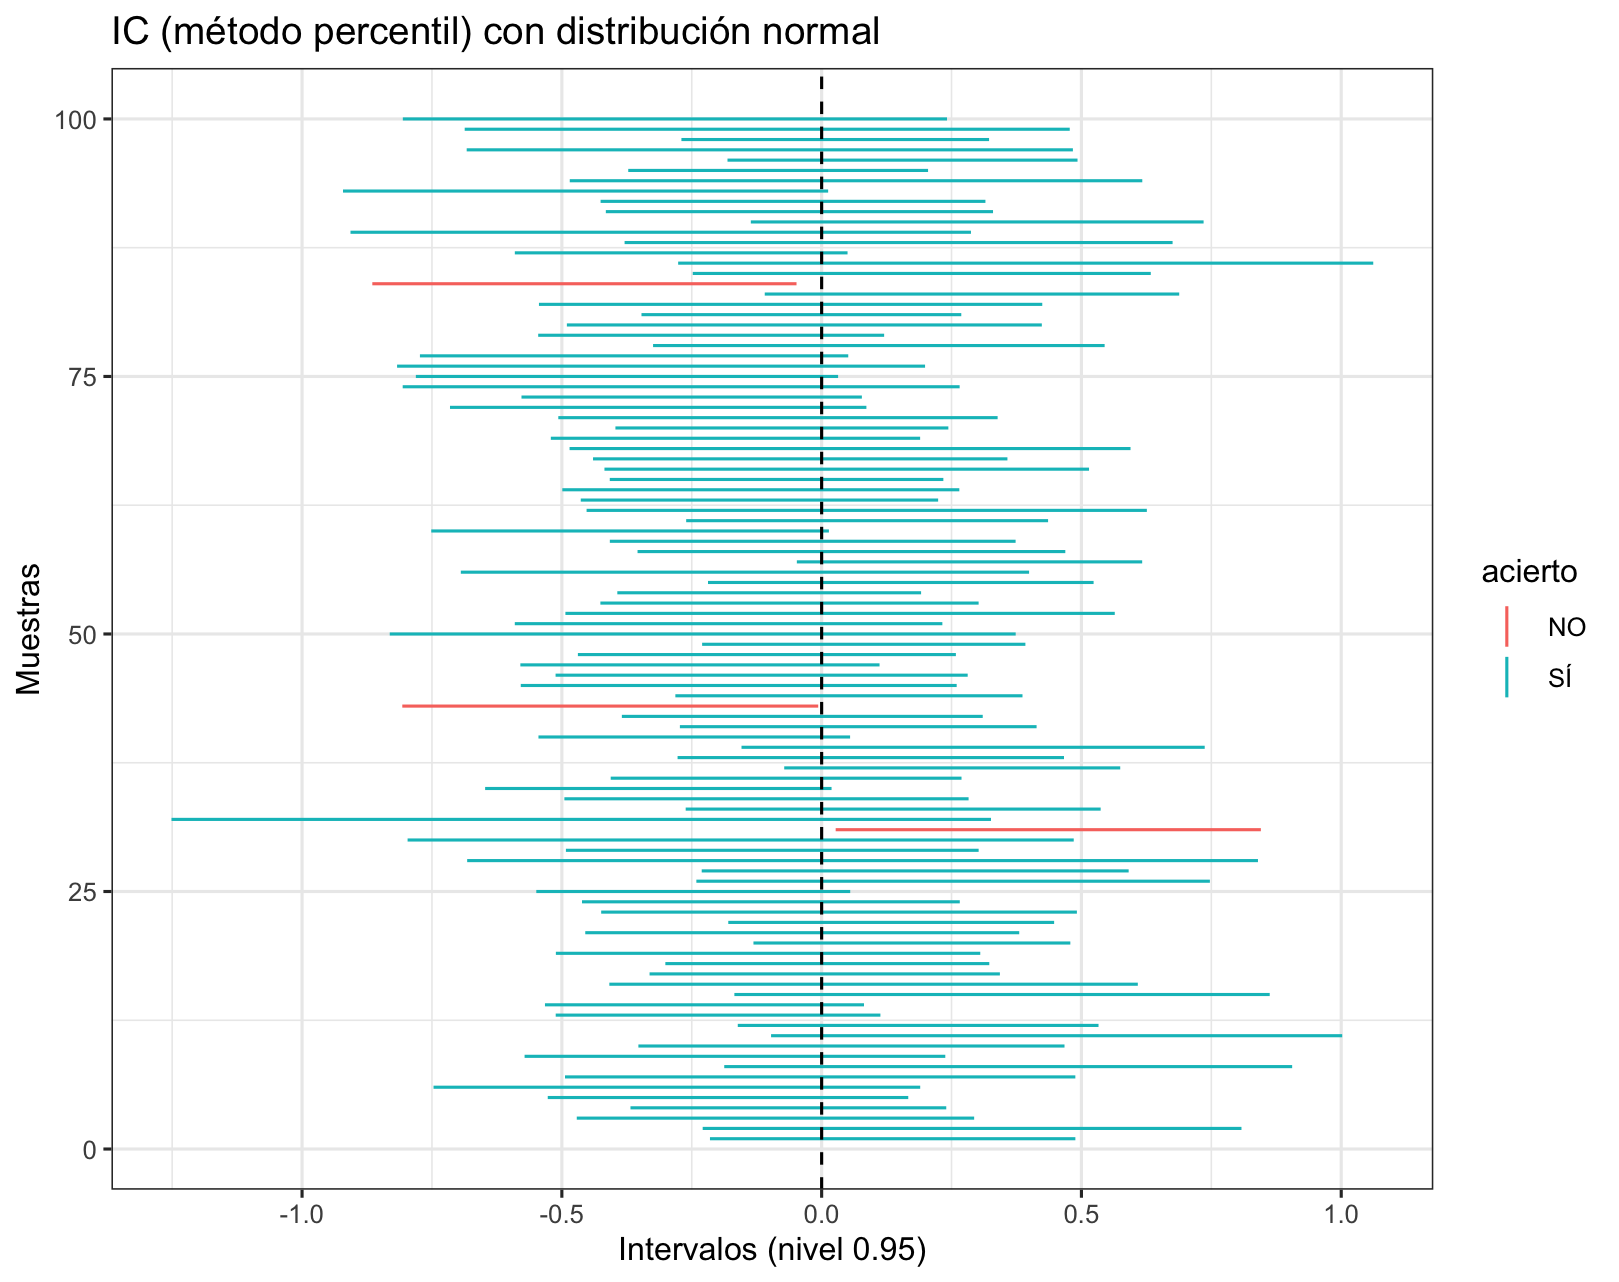 IC (método percentil) con distribución normal
100
75
50
25
0
Muestras
-1.0 -0.5 0.0 0.5 1.0
Intervalos (nivel 0.95)
acierto
NO
SÍ